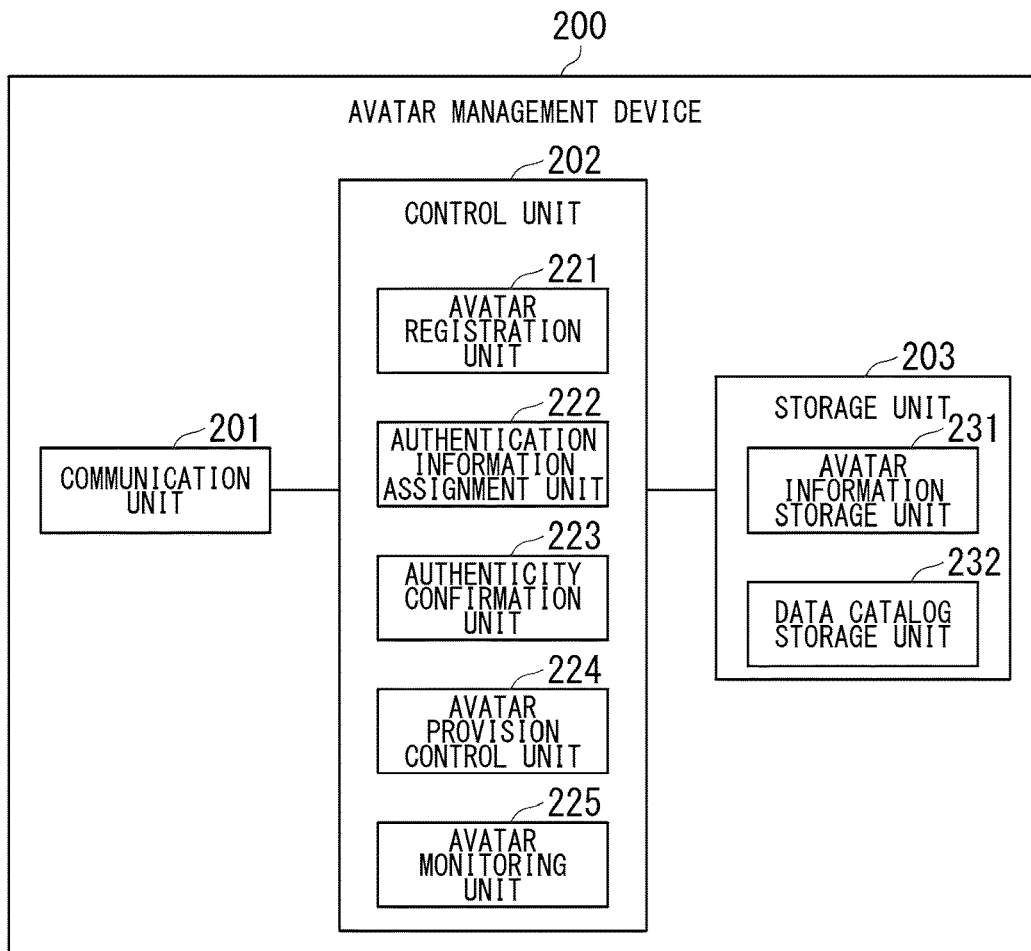 200
AVATAR MANAGEMENT DEVICE
202
CONTROL UNIT
221
AVATAR
REGISTRATION
UNIT
222
AUTHENTICATION
INFORMATION
ASSIGNMENT UNIT
223
AUTHENTICITY
CONFIRMATION
UNIT
224
AVATAR
PROVISION
CONTROL UNIT
225
AVATAR
MONITORING
UNIT
201
COMMUNICATION
UNIT
203
STORAGE UNIT
231
AVATAR
INFORMATION
STORAGE UNIT
232
DATA CATALOG
STORAGE UNIT